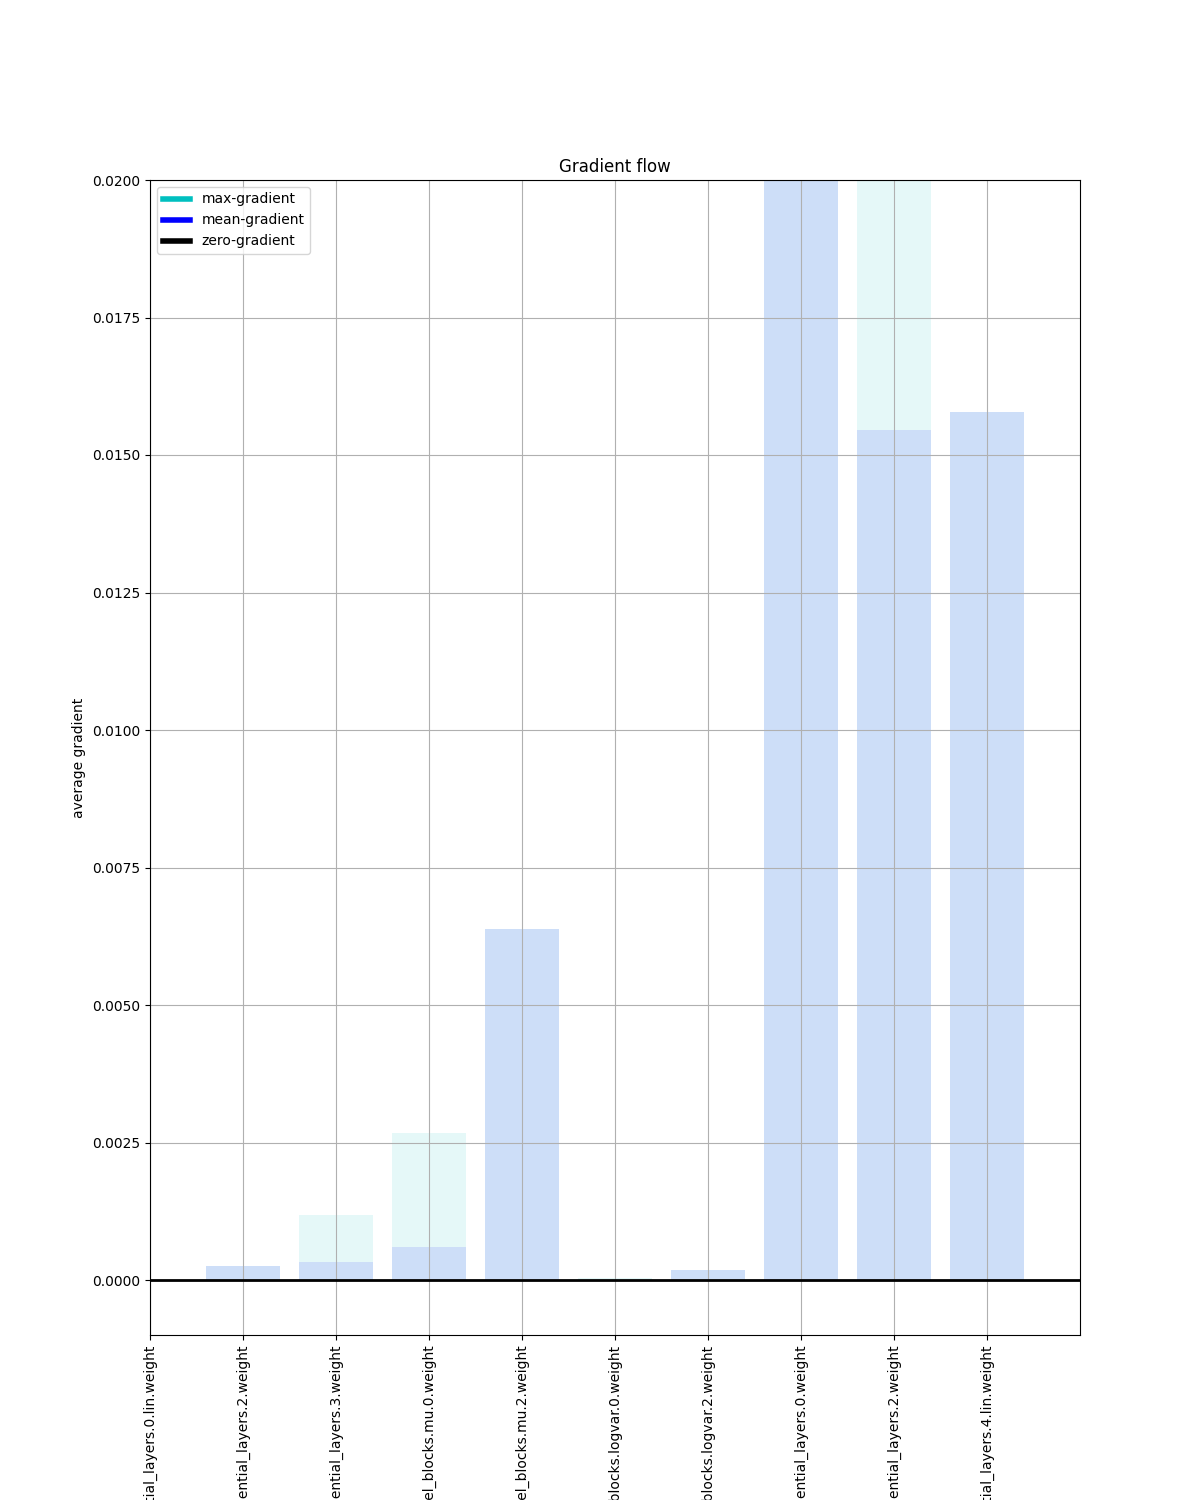 Gradient flow
max-gradient
mean-gradient
zero-gradient
average gradient
0.0200
0.0175
0.0150
0.0125
0.0100
0.0075
0.0050
0.0025
0.0000
tial_layers.0.lin.weight
ential_layers.2.weight
ential_layers.3.weight
el_blocks.mu.0.weight
el_blocks.mu.2.weight
blocks.logvar.0.weight
blocks.logvar.2.weight
ential_layers.0.weight
ential_layers.2.weight
tial_layers.4.lin.weight